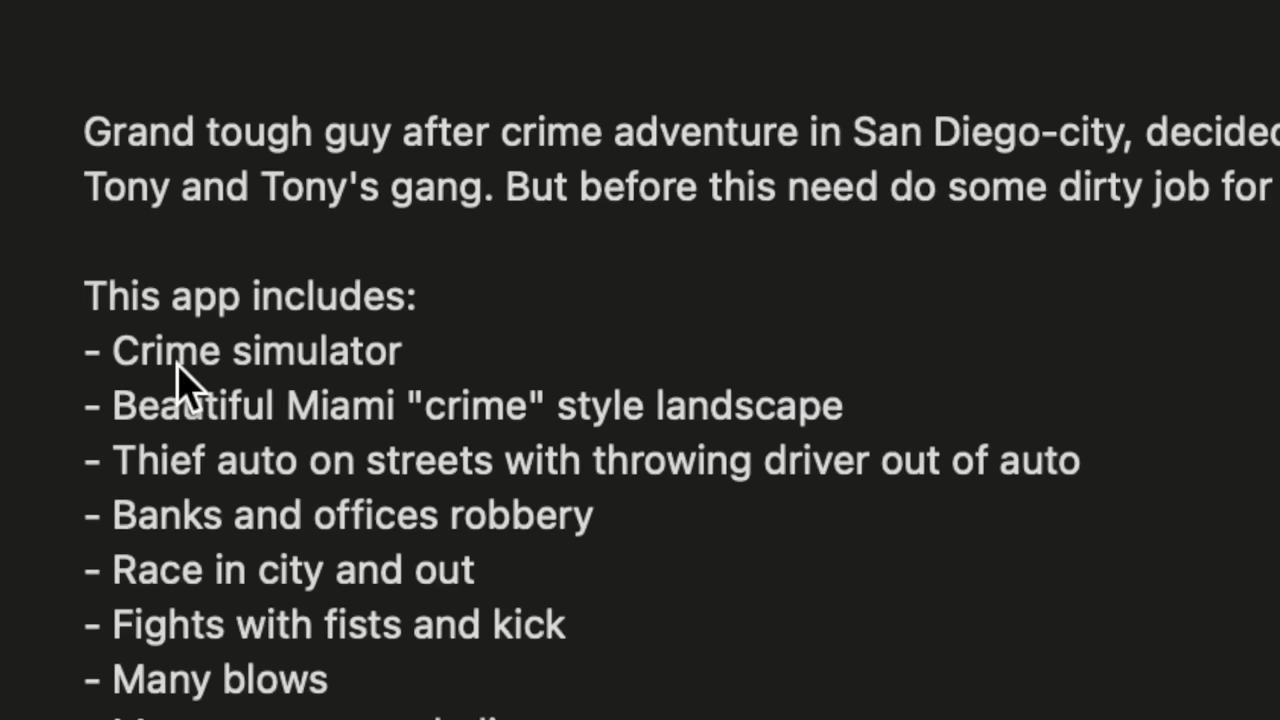 Grand tough guy after crime adventure in San Diego-city, decided
Tony and Tony's gang. But before this need do some dirty job for
This app includes:
- Crime simulator
- Beautiful Miami "crime" style landscape
- Thief auto on streets with throwing driver out of auto
- Banks and offices robbery
- Race in city and out
- Fights with fists and kick
- Many blows